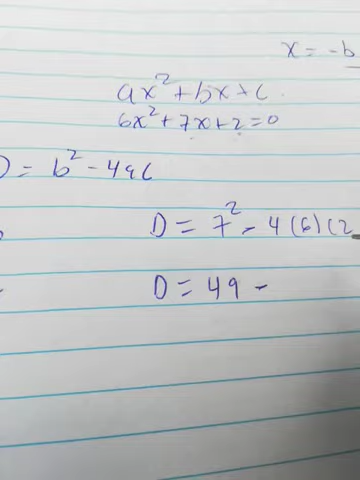 x = -b
ax² + bx + c.
6x² + 7x + 2 = 0
D = b² - 4ac
D = 7² - 4(6)(2
D = 49 -